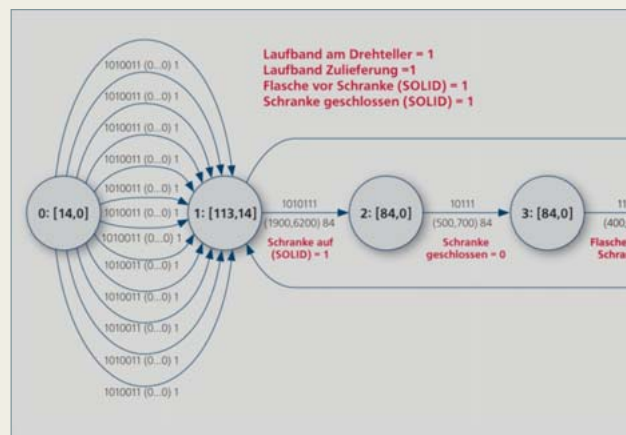 Laufband am Drehteller = 1
Laufband Zulieferung =1
Flasche vor Schranke (SOLID) = 1
Schranke geschlossen (SOLID) = 1
1010011 (0...0) 1
1010011 (0...0) 1
1010011 (0...0) 1
1010011 (0...0) 1
1010011 (0...0) 1
1010011 (0...0) 1
1010011 (0...0) 1
1010011 (0...0) 1
1010011 (0...0) 1
1010011 (0...0) 1
1010011 (0...0) 1
1010011 (0...0) 1
0: [14,0]
1: [113,14]
1010111
(1900,6200) 84
Schranke auf
(SOLID) = 1
2: [84,0]
10111
(500,700) 84
Schranke
geschlossen = 0
3: [84,0]
11
(400,
Flasche